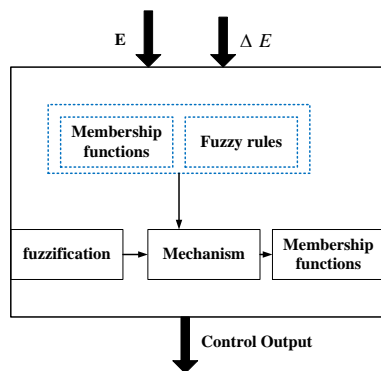 E
Δ E
Membership
functions
Fuzzy rules
fuzzification
Mechanism
Membership
functions
Control Output